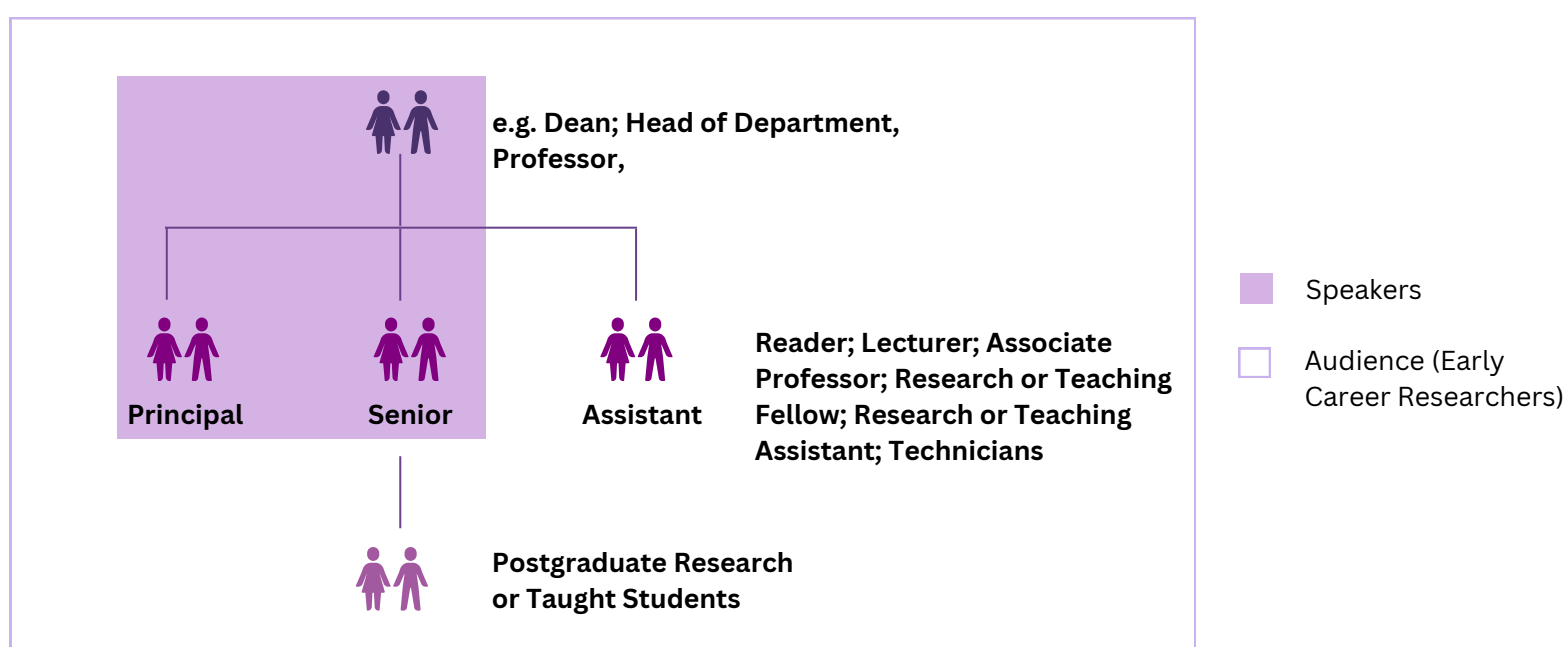 e.g. Dean; Head of Department,
Professor,
Principal
Senior
Assistant
Reader; Lecturer; Associate
Professor; Research or Teaching
Fellow; Research or Teaching
Assistant; Technicians
Postgraduate Research
or Taught Students
Speakers
Audience (Early
Career Researchers)